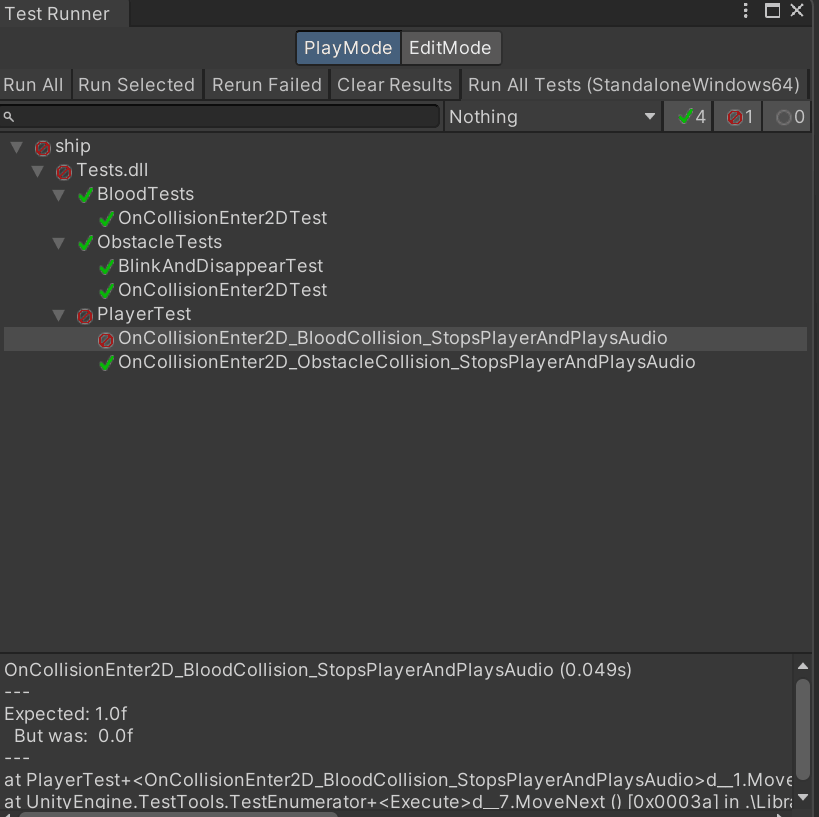 Test Runner
PlayMode EditMode
Run All Run Selected Rerun Failed Clear Results Run All Tests (StandaloneWindows64)
Nothing 4 1 0
ship
Tests.dll
BloodTests
OnCollisionEnter2DTest
ObstacleTests
BlinkAndDisappearTest
OnCollisionEnter2DTest
PlayerTest
OnCollisionEnter2D_BloodCollision_StopsPlayerAndPlaysAudio
OnCollisionEnter2D_ObstacleCollision_StopsPlayerAndPlaysAudio
OnCollisionEnter2D_BloodCollision_StopsPlayerAndPlaysAudio (0.049s)
---
Expected: 1.0f
But was: 0.0f
---
at PlayerTest+<OnCollisionEnter2D_BloodCollision_StopsPlayerAndPlaysAudio>d__1.Move
at UnityEngine.TestTools.TestEnumerator+<Execute>d__7.MoveNext () [0x0003a] in .\Libra